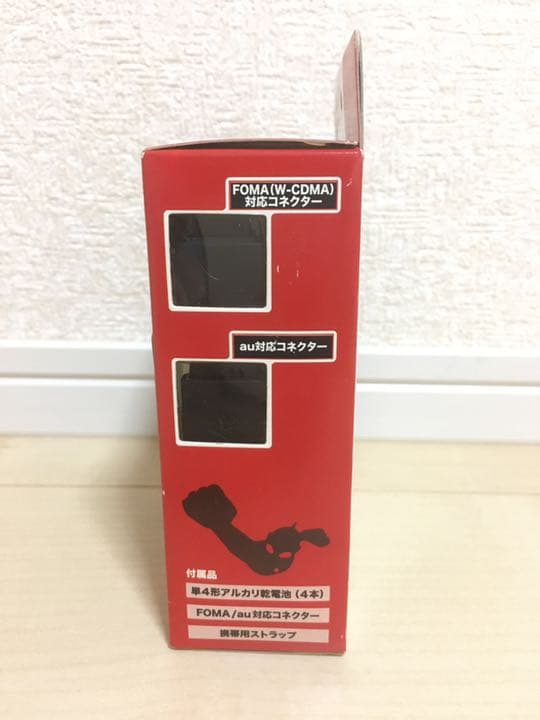 FOMA(W-CDMA)
対応コネクター
au対応コネクター
付属品
単4形アルカリ乾電池（4本）
FOMA/au対応コネクター
携帯用ストラップ